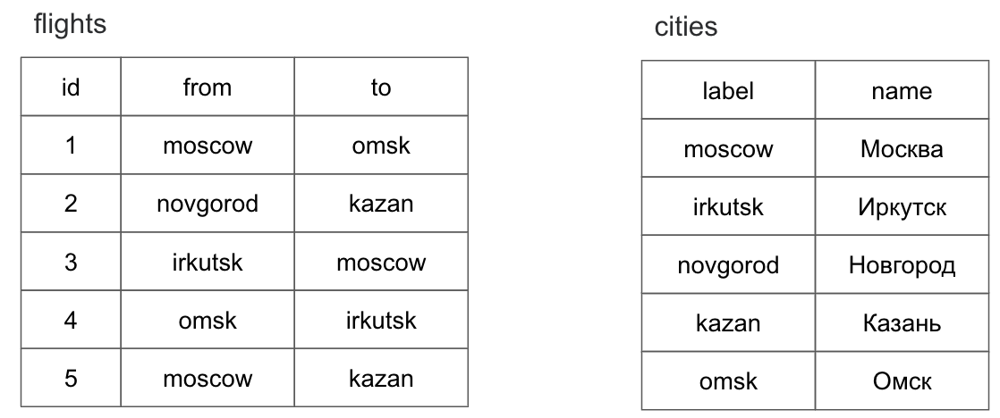 flights
id from to
1 moscow omsk
2 novgorod kazan
3 irkutsk moscow
4 omsk irkutsk
5 moscow kazan
cities
label name
moscow Москва
irkutsk Иркутск
novgorod Новгород
kazan Казань
omsk Омск